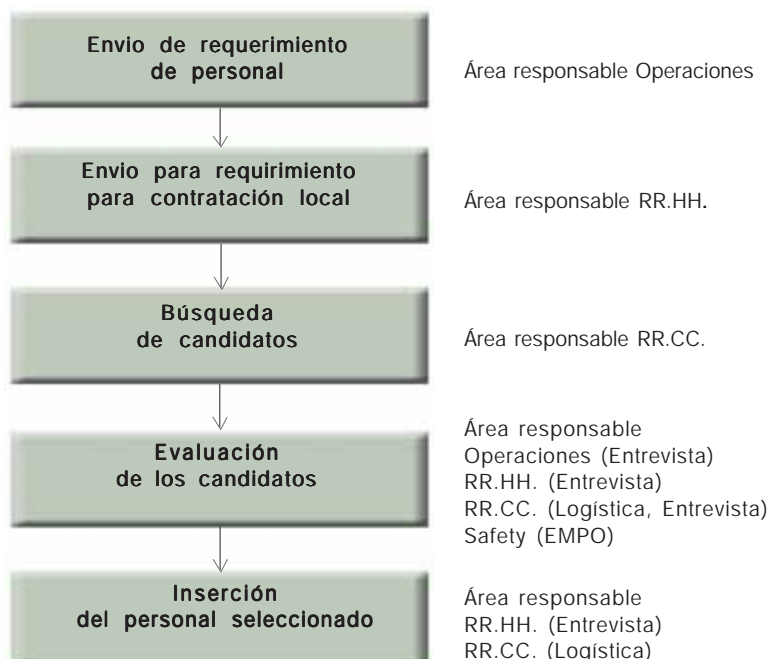 Envio de requerimiento
de personal
Área responsable Operaciones
Envio para requirimiento
para contratación local
Área responsable RR.HH.
Búsqueda
de candidatos
Área responsable RR.CC.
Evaluación
de los candidatos
Área responsable
Operaciones (Entrevista)
RR.HH. (Entrevista)
RR.CC. (Logística, Entrevista)
Safety (EMPO)
Inserción
del personal seleccionado
Área responsable
RR.HH. (Entrevista)
RR.CC. (Logística)